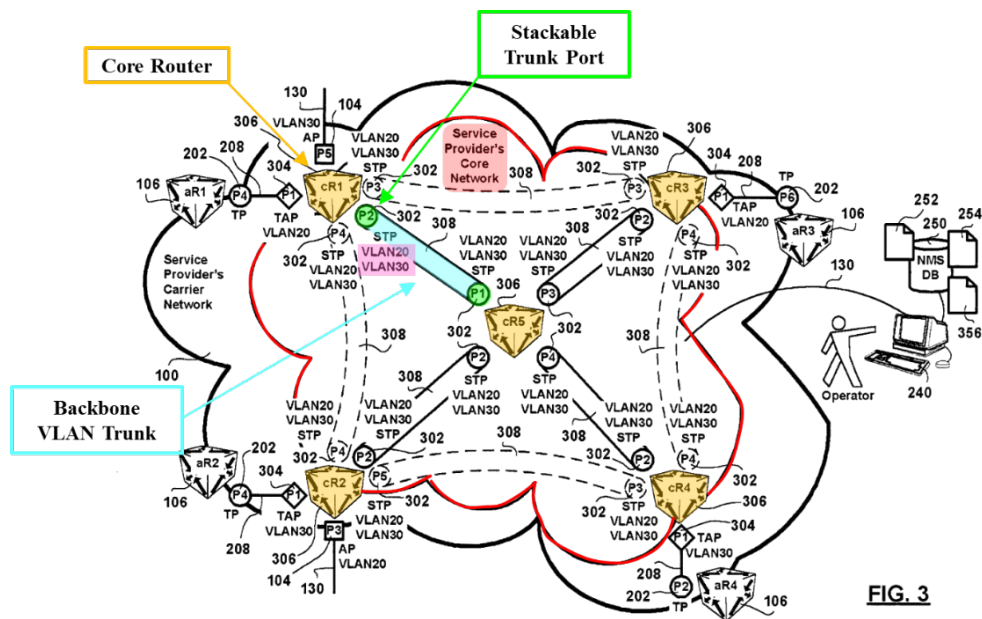 Stackable
Trunk Port
Core Router
130
104
VLAN30
AP
P5
306
202
208
304
106
aR1
P4
TP
P1
TAP
VLAN20
cR1
VLAN20
VLAN30
STP
302
P3
Service
Provider's
Core
Network
308
VLAN20
VLAN30
STP
302
P3
306
cR3
304
208
P1
TAP
VLAN20
TP
P6
202
106
aR3
P2
302
STP
VLAN20
VLAN30
308
P4
302
STP
VLAN20
VLAN30
P2
302
308
P4
302
STP
VLAN20
VLAN30
252
250
254
NMS
DB
356
130
Operator
240
Service
Provider's
Carrier
Network
100
308
VLAN20
VLAN30
STP
306
P1
302
VLAN20
VLAN30
STP
P3
302
cR5
308
Backbone
VLAN Trunk
P2
STP
VLAN20
VLAN30
308
P4
STP
VLAN20
VLAN30
308
VLAN20
VLAN30
STP
302
P4
VLAN20
VLAN30
STP
P2
302
308
VLAN20
VLAN30
STP
302
P2
VLAN20
VLAN30
STP
P4
302
aR2
106
202
P4
TP
304
208
P1
TAP
VLAN30
cR2
P5
302
STP
VLAN20
VLAN30
306
104
P3
AP
VLAN20
130
302
P3
STP
VLAN20
VLAN30
cR4
306
304
P1
TAP
VLAN30
208
202
P2
TP
aR4
106
FIG. 3